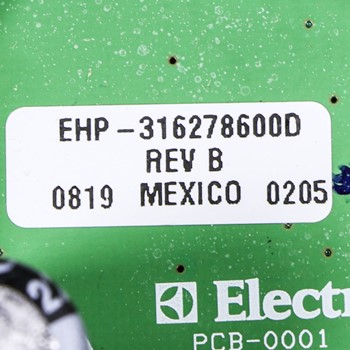 EHP-316278600D
REV B
0819 MEXICO 0205
Electr
PCB-0001